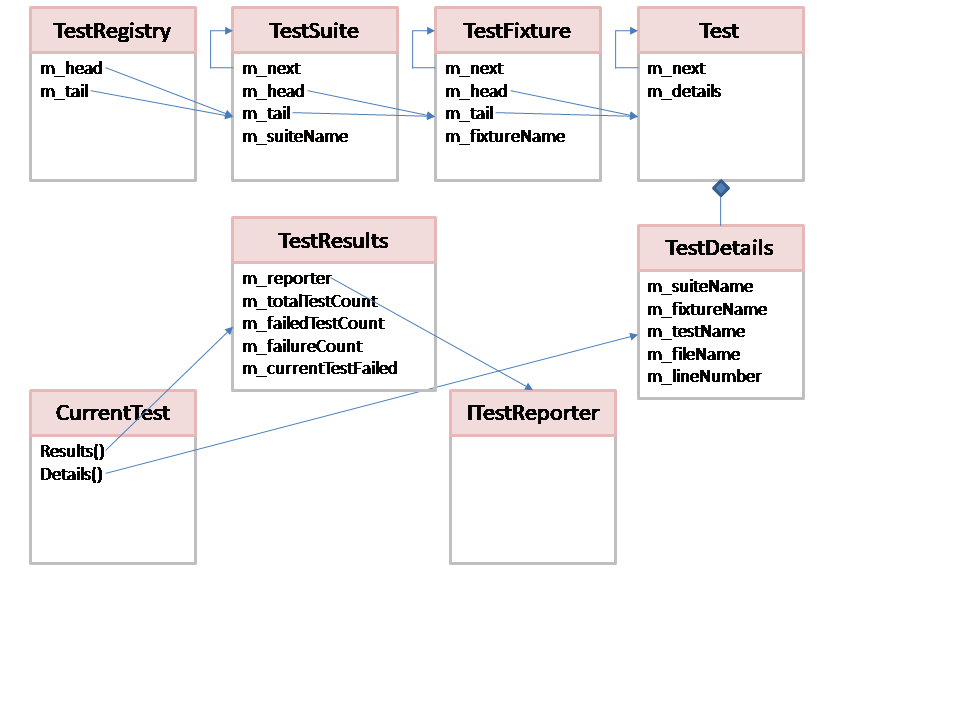 TestRegistry
m_head
m_tail
TestSuite
m_next
m_head
m_tail
m_suiteName
TestFixture
m_next
m_head
m_tail
m_fixtureName
Test
m_next
m_details
TestResults
m_reporter
m_totalTestCount
m_failedTestCount
m_failureCount
m_currentTestFailed
TestDetails
m_suiteName
m_fixtureName
m_testName
m_fileName
m_lineNumber
CurrentTest
Results()
Details()
ITestReporter